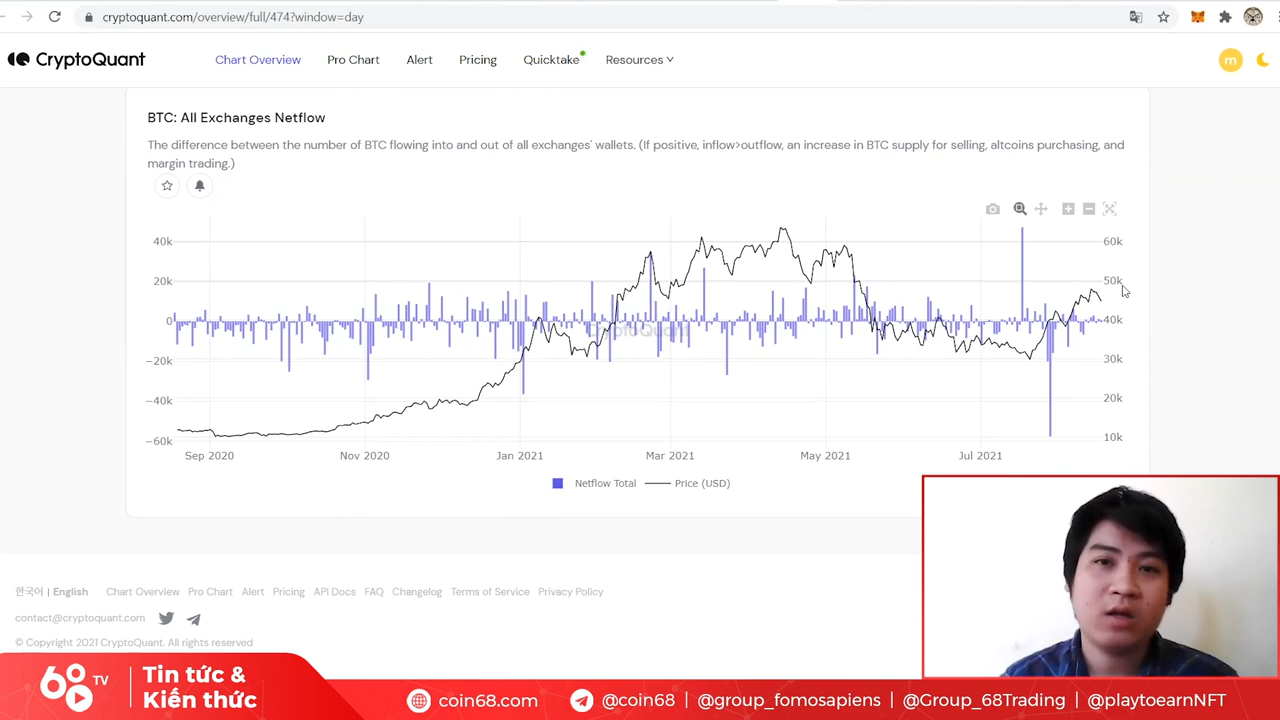 cryptoquant.com/overview/full/474?window=day
CryptoQuant
Chart Overview
Pro Chart
Alert
Pricing
Quicktake
Resources
m
BTC: All Exchanges Netflow
The difference between the number of BTC flowing into and out of all exchanges' wallets. (If positive, inflow>outflow, an increase in BTC supply for selling, altcoins purchasing, and
margin trading.)
40k
20k
0
−20k
−40k
−60k
60k
50k
40k
30k
20k
10k
CryptoQuant
Sep 2020
Nov 2020
Jan 2021
Mar 2021
May 2021
Jul 2021
Netflow Total
Price (USD)
한국어 | English
Chart Overview
Pro Chart
Alert
Pricing
API Docs
FAQ
Changelog
Terms of Service
Privacy Policy
contact@cryptoquant.com
© Copyright 2021 CryptoQuant. All rights reserved
68 TV
Tin tức &
Kiến thức
coin68.com
@coin68 | @group_fomosapiens | @Group_68Trading | @playtoearnNFT